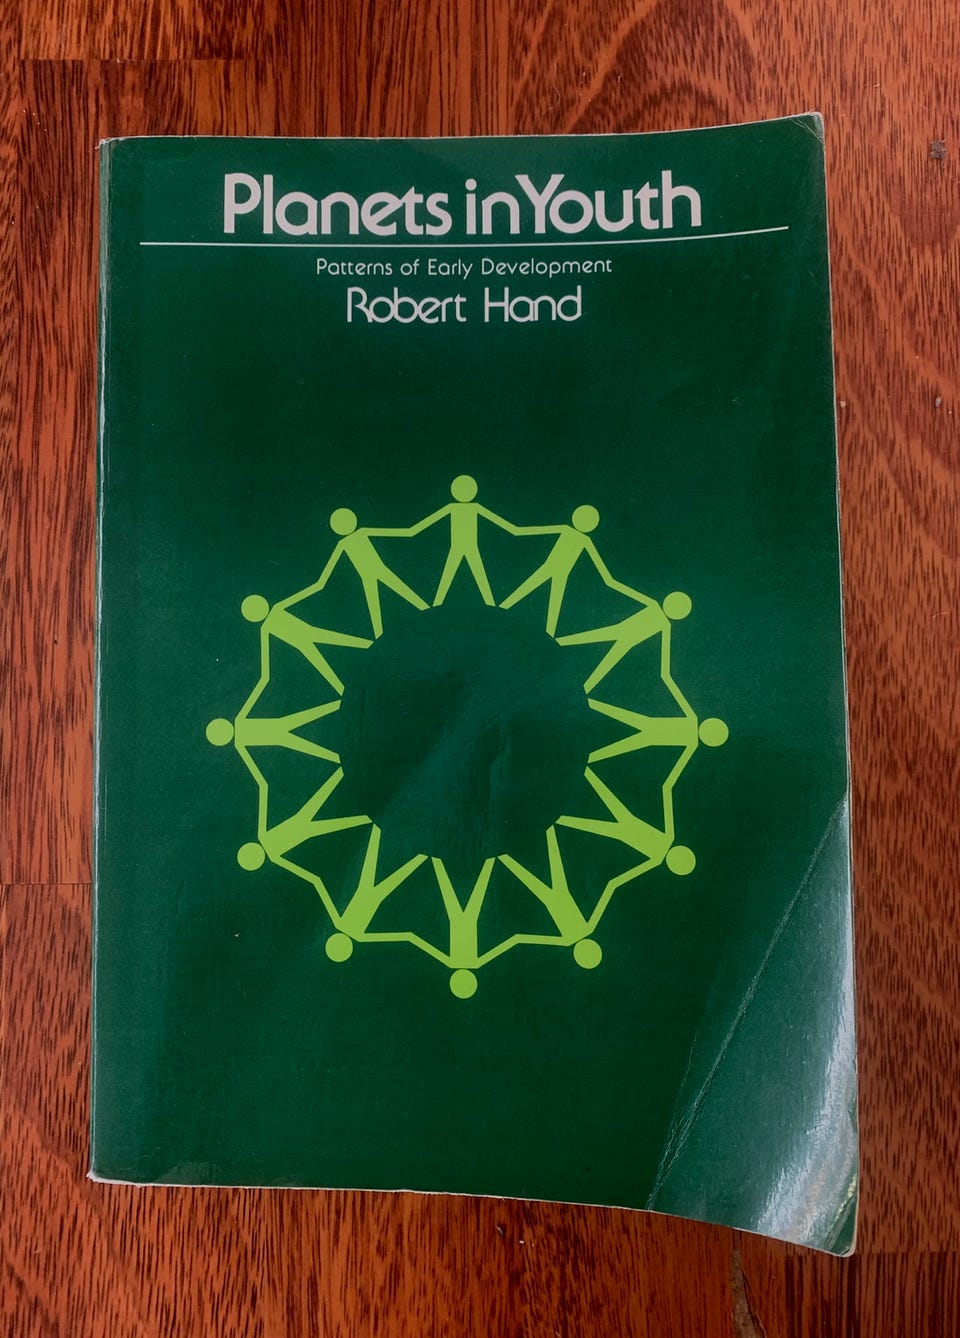 Planets in Youth
Patterns of Early Development
Robert Hand